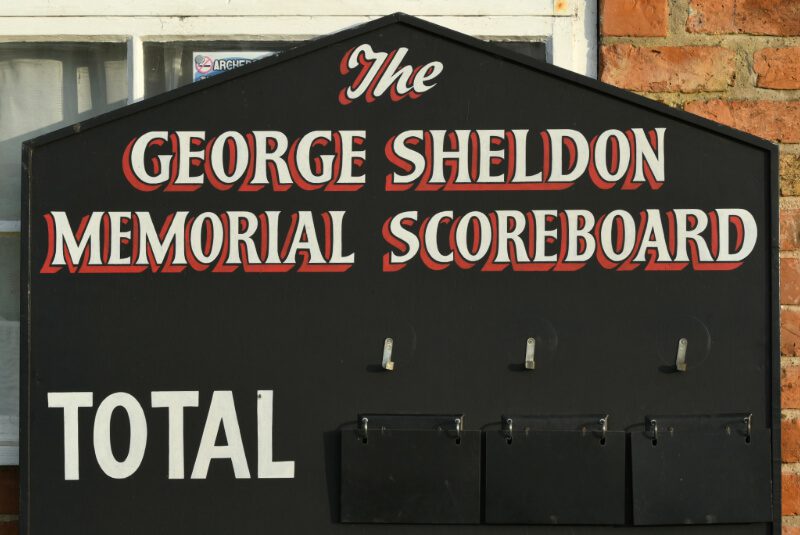 The
GEORGE SHELDON
MEMORIAL SCOREBOARD
TOTAL